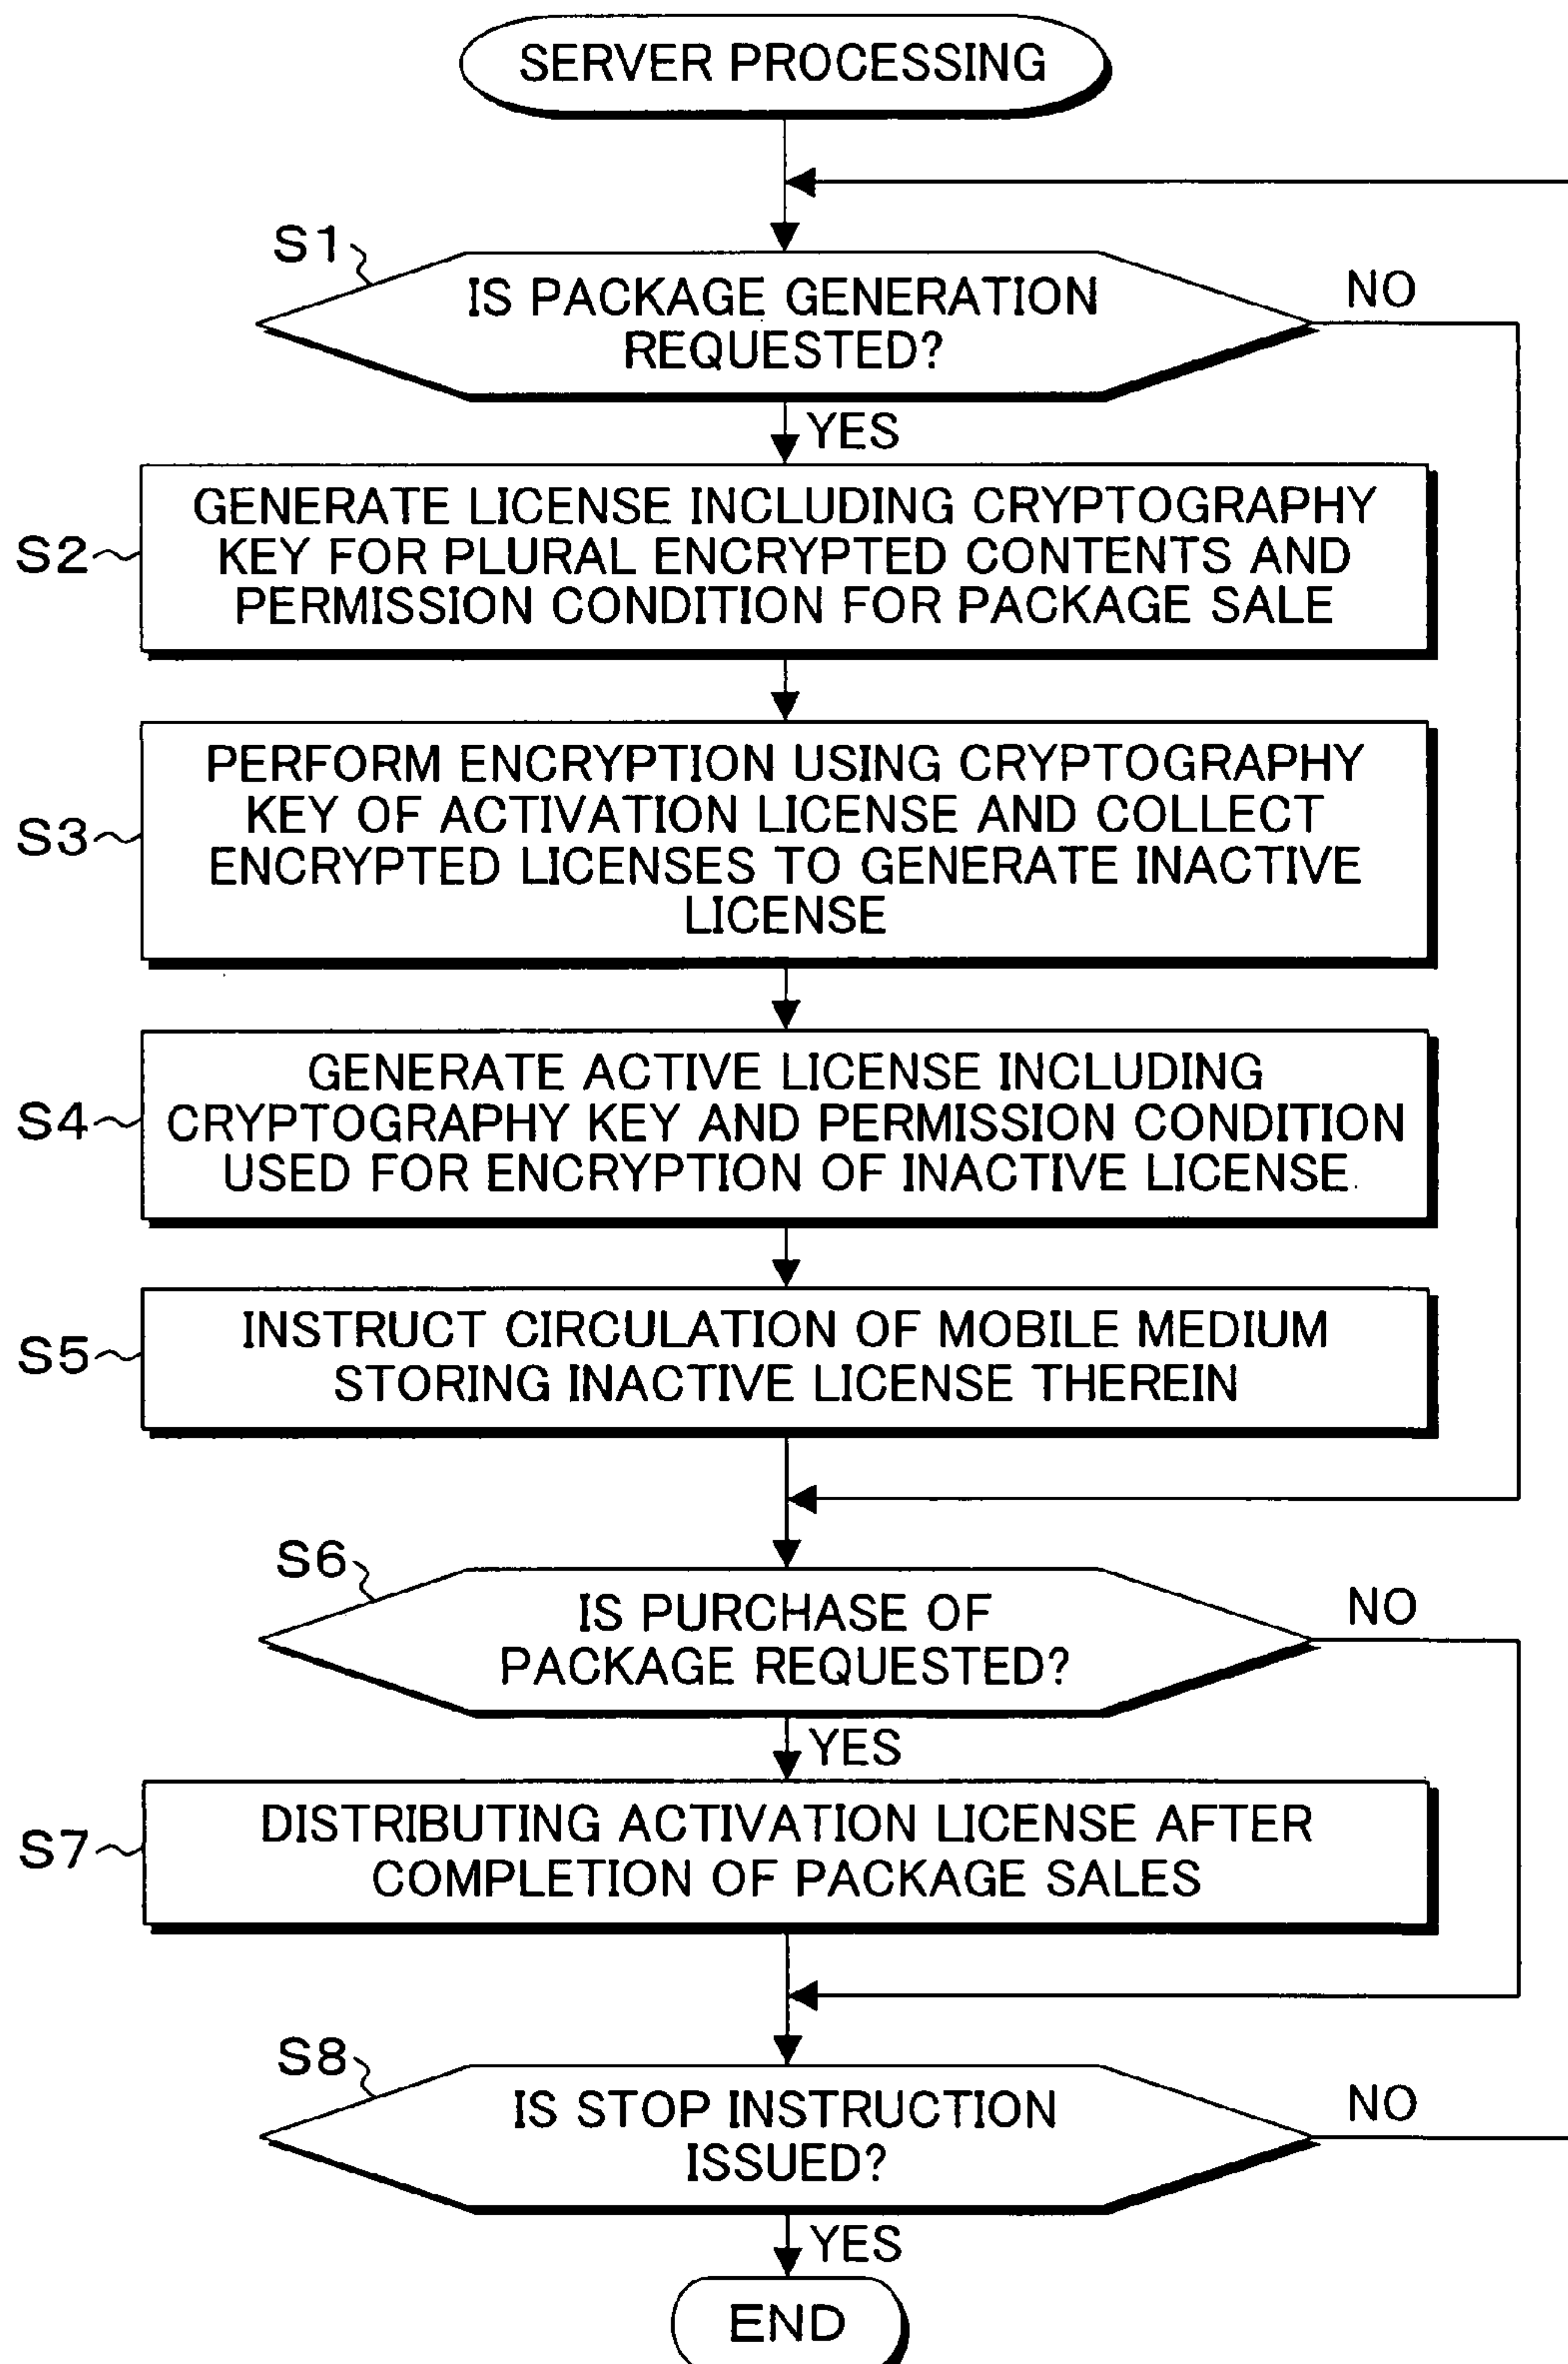 SERVER PROCESSING
S1
IS PACKAGE GENERATION
REQUESTED?
NO
YES
S2
GENERATE LICENSE INCLUDING CRYPTOGRAPHY
KEY FOR PLURAL ENCRYPTED CONTENTS AND
PERMISSION CONDITION FOR PACKAGE SALE
S3
PERFORM ENCRYPTION USING CRYPTOGRAPHY
KEY OF ACTIVATION LICENSE AND COLLECT
ENCRYPTED LICENSES TO GENERATE INACTIVE
LICENSE
S4
GENERATE ACTIVE LICENSE INCLUDING
CRYPTOGRAPHY KEY AND PERMISSION CONDITION
USED FOR ENCRYPTION OF INACTIVE LICENSE
S5
INSTRUCT CIRCULATION OF MOBILE MEDIUM
STORING INACTIVE LICENSE THEREIN
S6
IS PURCHASE OF
PACKAGE REQUESTED?
NO
YES
S7
DISTRIBUTING ACTIVATION LICENSE AFTER
COMPLETION OF PACKAGE SALES
S8
IS STOP INSTRUCTION
ISSUED?
NO
YES
END